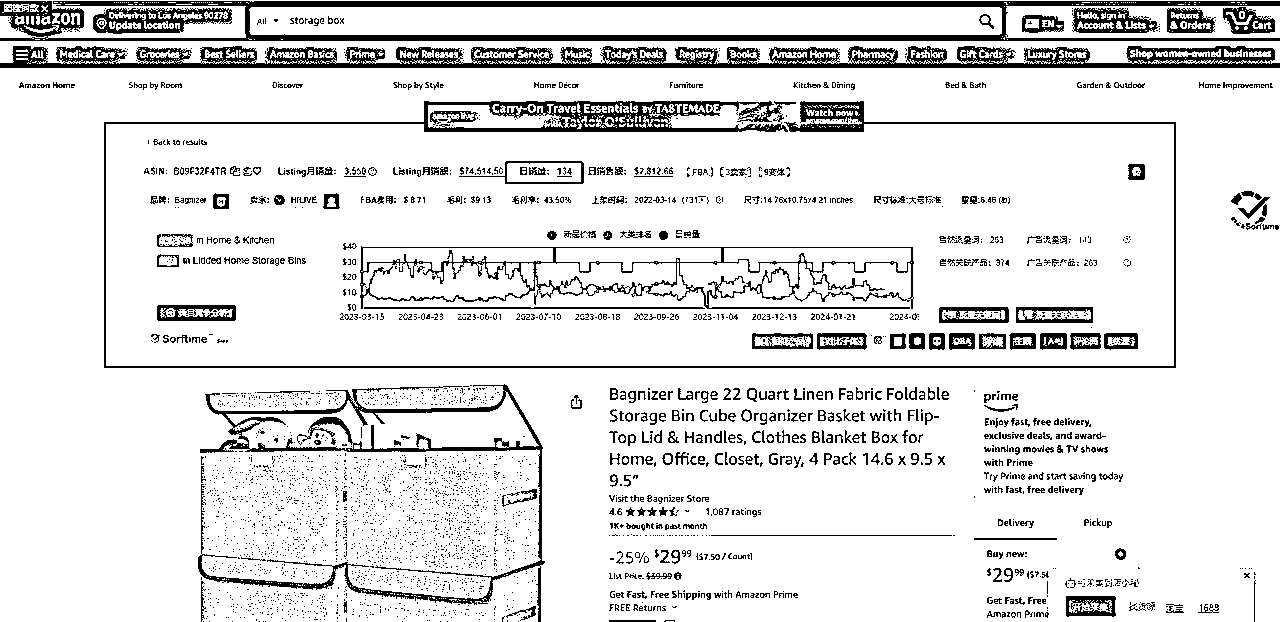 amazon
Delivering to Los Angeles 90278
Update location
All
storage box
EN
Hello, sign in
Account & Lists
Returns
& Orders
0
Cart
All
Medical Care
Groceries
Best Sellers
Amazon Basics
Prime
New Releases
Customer Service
Music
Today's Deals
Registry
Books
Amazon Home
Pharmacy
Fashion
Gift Cards
Luxury Stores
Shop women-owned businesses
Amazon Home
Shop by Room
Discover
Shop by Style
Home Décor
Furniture
Kitchen & Dining
Bed & Bath
Garden & Outdoor
Home Improvement
Carry-On Travel Essentials by TASTEMADE
Taylor O'Sullivan
Watch now
‹ Back to results
ASIN: B09F32F4TR
Listing月销量: 3,550
Listing月销额: $74,514.50
日销量: 134
日销售额: $2,812.66
[FBA] [3卖家] [9变体]
品牌: Bagnizer
卖家: HILIVE
FBA费用: $8.71
毛利: $9.13
毛利率: 43.50%
上架时间: 2022-03-14 (731天)
尺寸: 14.76x10.75x4.21 inches
尺寸标准: 大号标准
重量: 6.46 (lb)
in Home & Kitchen
in Lidded Home Storage Bins
新品价格
大类排名
日销量
$40
$30
$20
$10
$0
2023-03-15
2023-04-23
2023-06-01
2023-07-10
2023-08-18
2023-09-26
2023-11-04
2023-12-13
2024-01-21
自然流量词: 263
广告流量词:
自然关联产品: 374
广告关联产品: 263
Sorftime
Sorftime
Q&A
Bagnizer Large 22 Quart Linen Fabric Foldable
Storage Bin Cube Organizer Basket with Flip-
Top Lid & Handles, Clothes Blanket Box for
Home, Office, Closet, Gray, 4 Pack 14.6 x 9.5 x
9.5"
Visit the Bagnizer Store
4.6
1,087 ratings
1K+ bought in past month
-25% $29.99 ($7.50 / Count)
List Price: $39.99
Get Fast, Free Shipping with Amazon Prime
FREE Returns
prime
Enjoy fast, free delivery,
exclusive deals, and award-
winning movies & TV shows
with Prime
Try Prime and start saving today
with fast, free delivery
Delivery
Pickup
Buy new:
$29.99 ($7.50
Get Fast, Free
Amazon Prime
开始采集
找货源
淘宝
1688